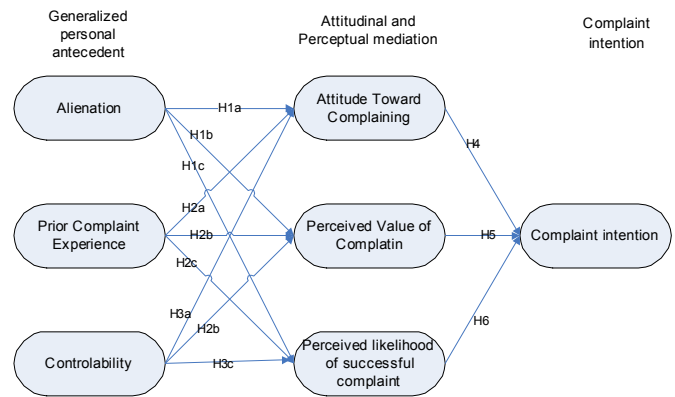 Generalized
personal
antecedent
Attitudinal and
Perceptual mediation
Complaint
intention
Alienation
H1a
Attitude Toward
Complaining
H1b
H1c
H4
H2a
Prior Complaint
Experience
H2b
Perceived Value of
Complatin
H5
Complaint intention
H2c
H3a
H2b
H6
Controlability
H3c
Perceived likelihood
of successful
complaint